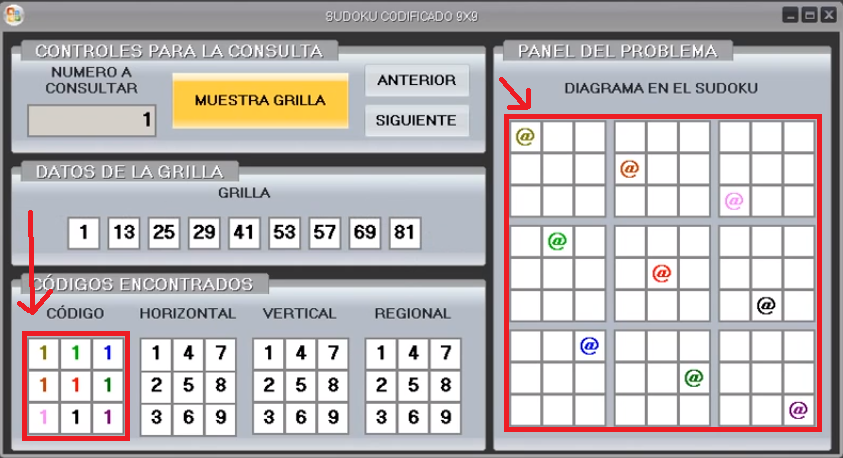 SUDOKU CODIFICADO 9X9
CONTROLES PARA LA CONSULTA
NUMERO A
CONSULTAR
1
MUESTRA GRILLA
ANTERIOR
SIGUIENTE
DATOS DE LA GRILLA
GRILLA
1 13 25 29 41 53 57 69 81
CÓDIGOS ENCONTRADOS
CÓDIGO HORIZONTAL VERTICAL REGIONAL
1 1 1 1 4 7 1 4 7 1 4 7
1 1 1 2 5 8 2 5 8 2 5 8
1 1 1 3 6 9 3 6 9 3 6 9
PANEL DEL PROBLEMA
DIAGRAMA EN EL SUDOKU
@
@
@
@
@
@
@
@
@